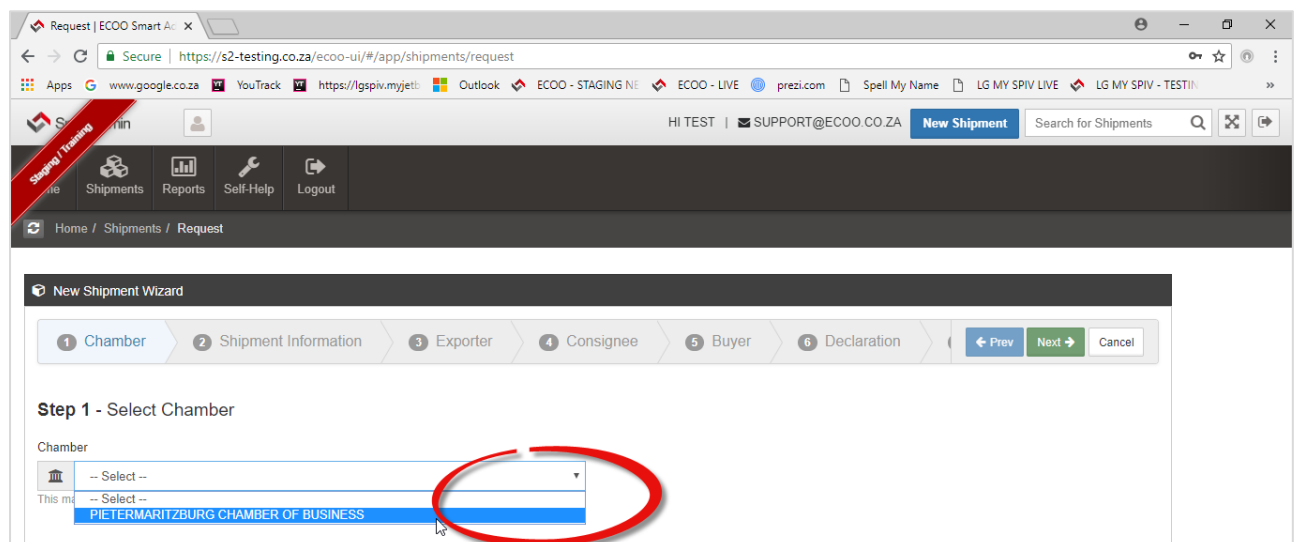 Request | ECOO Smart Ac
Secure | https://s2-testing.co.za/ecoo-ui/#/app/shipments/request
Apps www.google.co.za YouTrack https://lgspiv.myjetb Outlook ECOO - STAGING NE ECOO - LIVE prezi.com Spell My Name LG MY SPIV LIVE LG MY SPIV - TESTIN »
Staging / Training
HI TEST | SUPPORT@ECOO.CO.ZA New Shipment Search for Shipments
Shipments Reports Self-Help Logout
Home / Shipments / Request
New Shipment Wizard
1 Chamber 2 Shipment Information 3 Exporter 4 Consignee 5 Buyer 6 Declaration Prev Next Cancel
Step 1 - Select Chamber
Chamber
-- Select --
This -- Select --
PIETERMARITZBURG CHAMBER OF BUSINESS